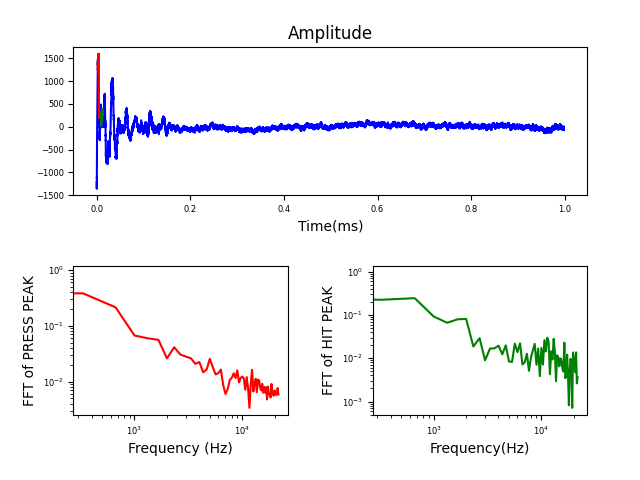 Amplitude
1500
1000
500
0
−500
−1000
−1500
0.0 0.2 0.4 0.6 0.8 1.0
Time(ms)
FFT of PRESS PEAK
10⁰
10⁻¹
10⁻²
10³ 10⁴
Frequency (Hz)
FFT of HIT PEAK
10⁰
10⁻¹
10⁻²
10⁻³
10³ 10⁴
Frequency(Hz)